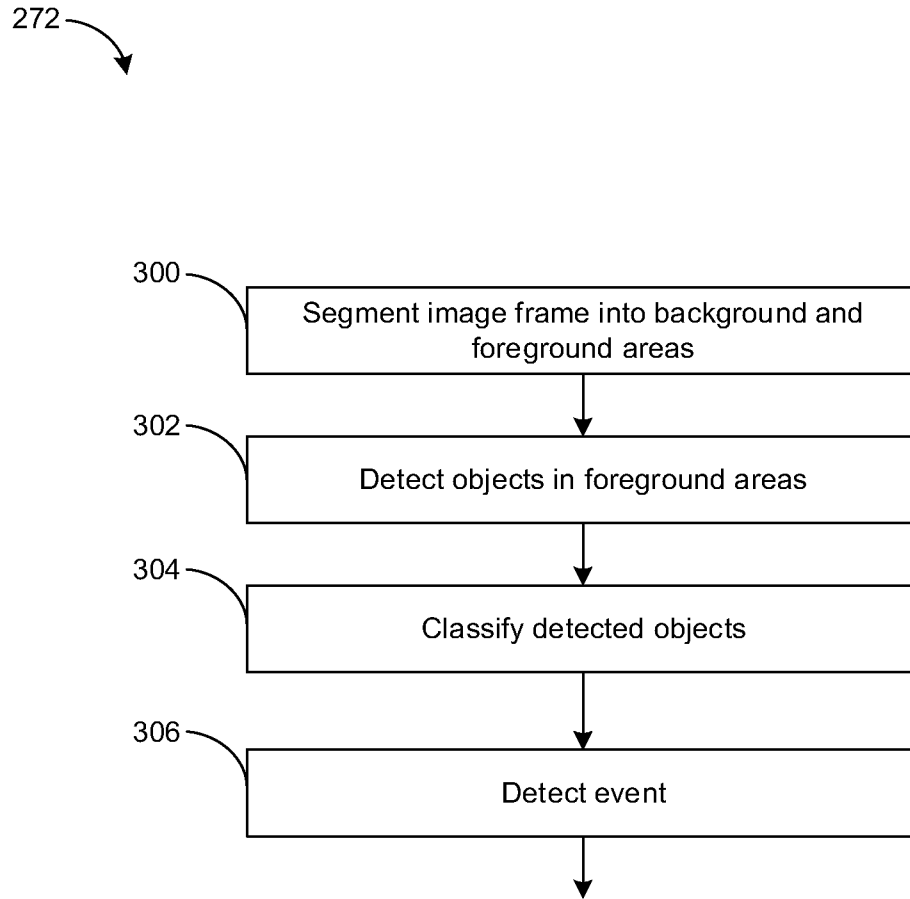 272
300
Segment image frame into background and
foreground areas
302
Detect objects in foreground areas
304
Classify detected objects
306
Detect event